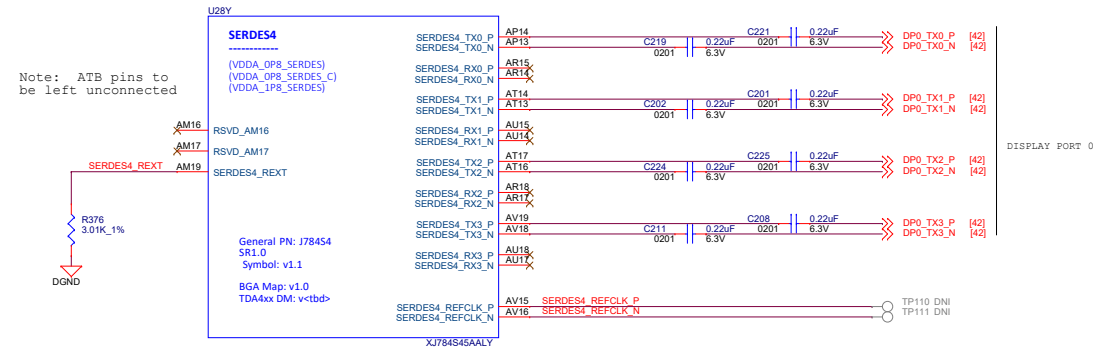 U28Y
SERDES4
------------
(VDDA_0P8_SERDES)
(VDDA_0P8_SERDES_C)
(VDDA_1P8_SERDES)
Note: ATB pins to
be left unconnected
AM16 RSVD_AM16
AM17 RSVD_AM17
SERDES4_REXT AM19 SERDES4_REXT
R376
3.01K_1%
DGND
General PN: J784S4
SR1.0
Symbol: v1.1
BGA Map: v1.0
TDA4xx DM: v<tbd>
XJ784S45AALY
SERDES4_TX0_P AP14 C221 0.22uF DP0_TX0_P [42]
SERDES4_TX0_N AP13 C219 0.22uF 0201 6.3V DP0_TX0_N [42]
0201 6.3V
SERDES4_RX0_P AR15
SERDES4_RX0_N AR14
SERDES4_TX1_P AT14 C201 0.22uF DP0_TX1_P [42]
SERDES4_TX1_N AT13 C202 0.22uF 0201 6.3V DP0_TX1_N [42]
0201 6.3V
SERDES4_RX1_P AU15
SERDES4_RX1_N AU14
SERDES4_TX2_P AT17 C225 0.22uF DP0_TX2_P [42]
SERDES4_TX2_N AT16 C224 0.22uF 0201 6.3V DP0_TX2_N [42]
0201 6.3V
SERDES4_RX2_P AR18
SERDES4_RX2_N AR17
SERDES4_TX3_P AV19 C208 0.22uF DP0_TX3_P [42]
SERDES4_TX3_N AV18 C211 0.22uF 0201 6.3V DP0_TX3_N [42]
0201 6.3V
SERDES4_RX3_P AU18
SERDES4_RX3_N AU17
SERDES4_REFCLK_P AV15 SERDES4_REFCLK_P TP110 DNI
SERDES4_REFCLK_N AV16 SERDES4_REFCLK_N TP111 DNI
DISPLAY PORT 0